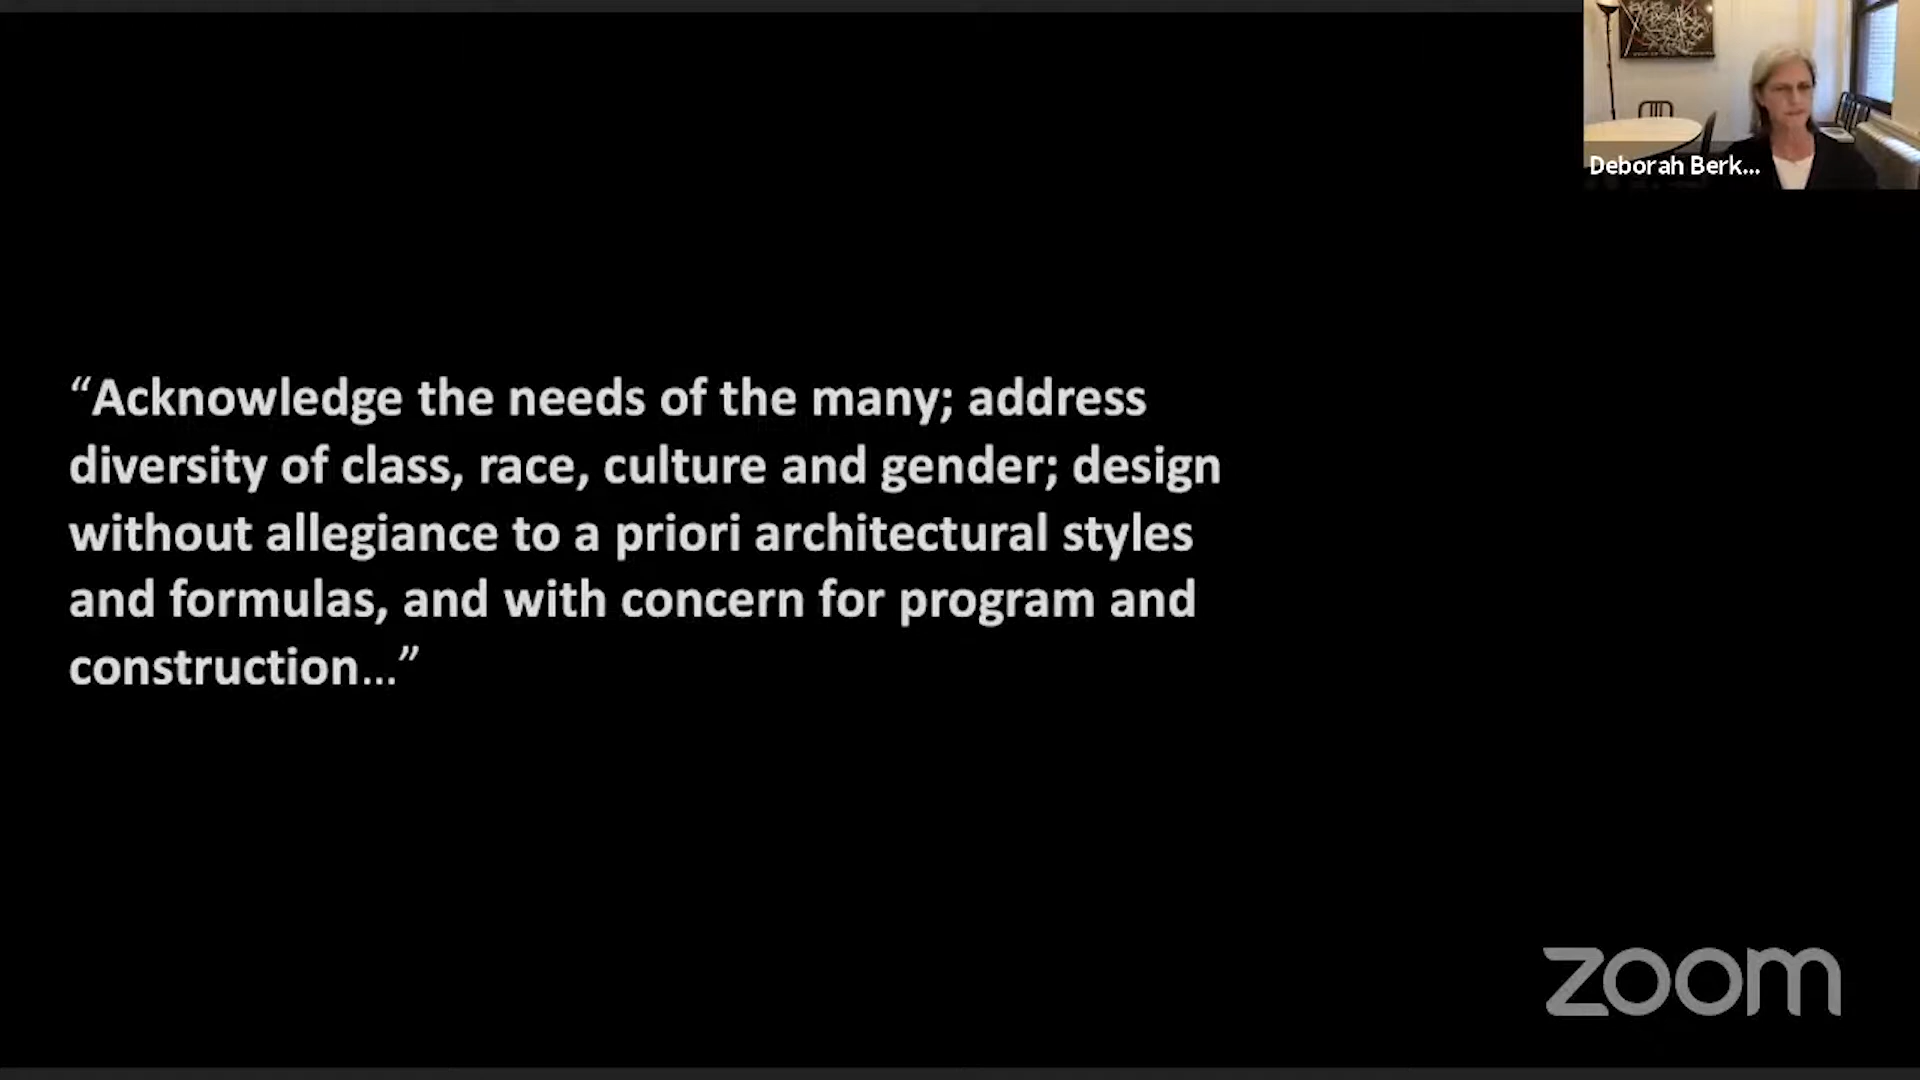 Deborah Berk...
“Acknowledge the needs of the many; address
diversity of class, race, culture and gender; design
without allegiance to a priori architectural styles
and formulas, and with concern for program and
construction...”
zoom